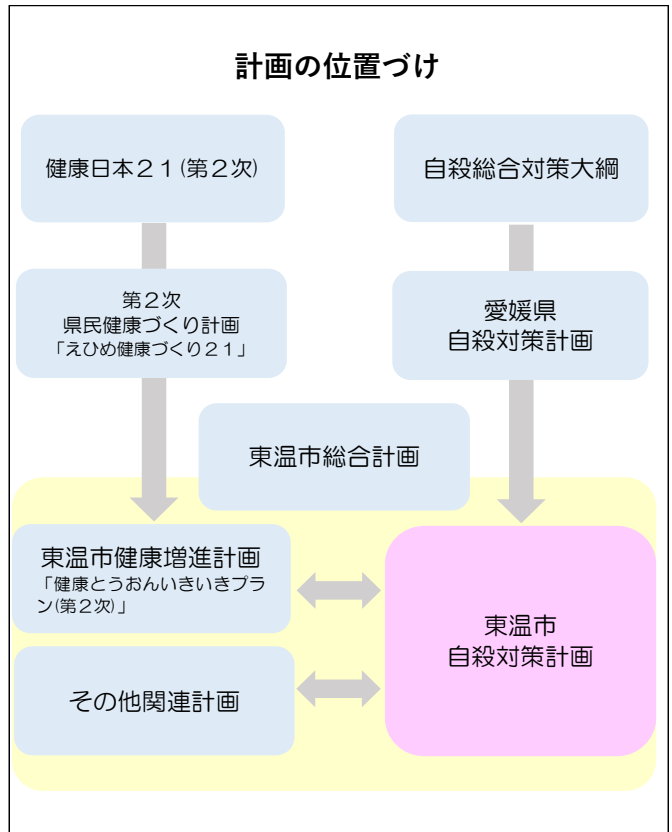 計画の位置づけ
健康日本２１(第２次)
自殺総合対策大綱
第２次
県民健康づくり計画
「えひめ健康づくり２１」
愛媛県
自殺対策計画
東温市総合計画
東温市健康増進計画
「健康とうおんいきいきプラ
ン(第２次)」
東温市
自殺対策計画
その他関連計画